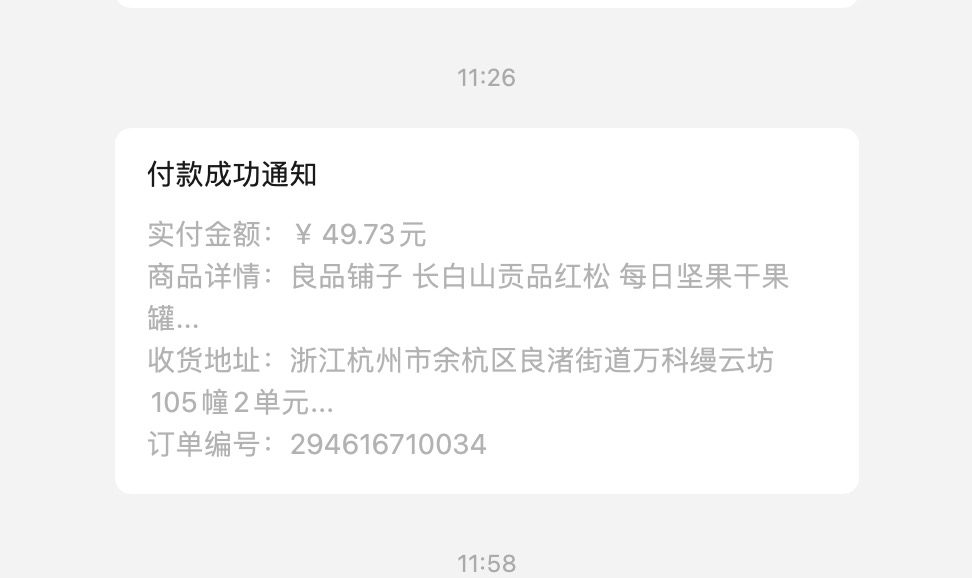 11:26
付款成功通知
实付金额：￥49.73元
商品详情：良品铺子 长白山贡品红松 每日坚果干果
罐...
收货地址：浙江杭州市余杭区良渚街道万科缦云坊
105幢2单元...
订单编号：294616710034
11:58